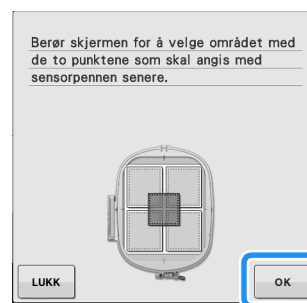 Berør skjermen for å velge området med
de to punktene som skal angis med
sensorpennen senere.
LUKK
OK